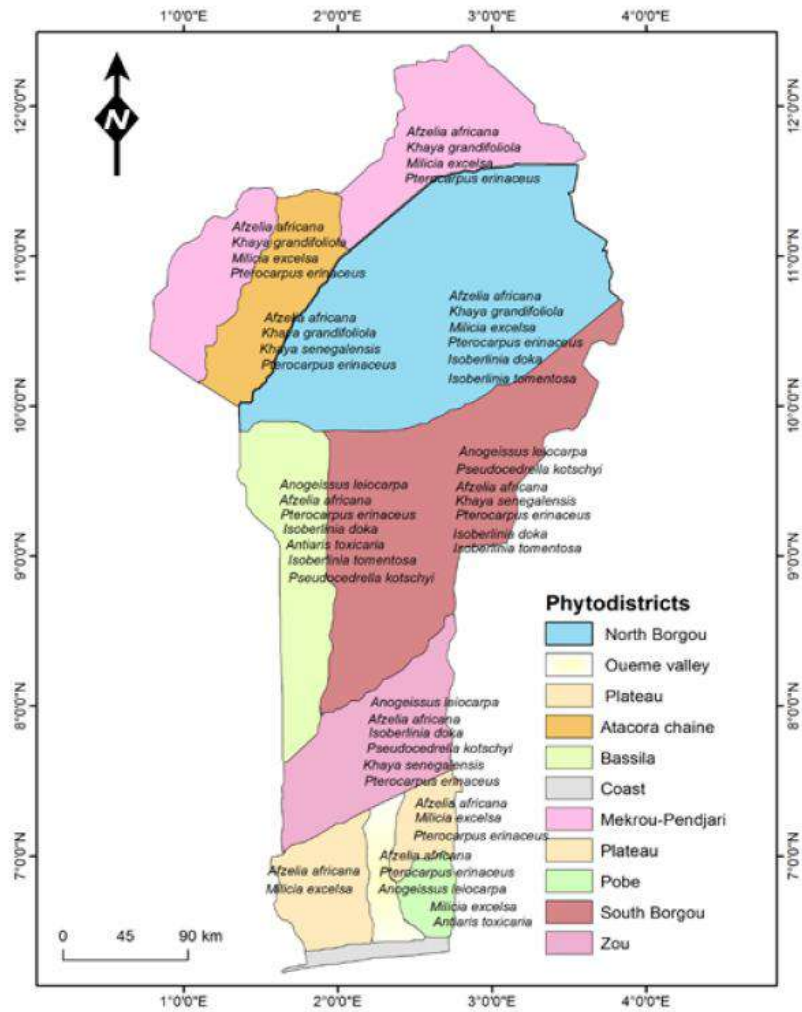 1°0'0"E 2°0'0"E 3°0'0"E 4°0'0"E
12°0'0"N
11°0'0"N
10°0'0"N
9°0'0"N
8°0'0"N
7°0'0"N
N
Afzelia africana
Khaya grandifoliola
Milicia excelsa
Pterocarpus erinaceus
Afzelia africana
Khaya grandifoliola
Milicia excelsa
Pterocarpus erinaceus
Afzelia africana
Khaya grandifoliola
Khaya senegalensis
Pterocarpus erinaceus
Afzelia africana
Khaya grandifoliola
Milicia excelsa
Pterocarpus erinaceus
Isoberlinia doka
Isoberlinia tomentosa
Anogeissus leiocarpa
Pseudocedrella kotschyi
Afzelia africana
Khaya senegalensis
Pterocarpus erinaceus
Isoberlinia doka
Isoberlinia tomentosa
Anogeissus leiocarpa
Afzelia africana
Pterocarpus erinaceus
Isoberlinia doka
Antiaris toxicaria
Isoberlinia tomentosa
Pseudocedrella kotschyi
Anogeissus leiocarpa
Afzelia africana
Isoberlinia doka
Pseudocedrella kotschyi
Khaya senegalensis
Pterocarpus erinaceus
Afzelia africana
Milicia excelsa
Pterocarpus erinaceus
Afzelia africana
Pterocarpus erinaceus
Anogeissus leiocarpa
Milicia excelsa
Antiaris toxicaria
Afzelia africana
Milicia excelsa
Phytodistricts
North Borgou
Oueme valley
Plateau
Atacora chaine
Bassila
Coast
Mekrou-Pendjari
Plateau
Pobe
South Borgou
Zou
0 45 90 km
12°0'0"N
11°0'0"N
10°0'0"N
9°0'0"N
8°0'0"N
7°0'0"N
1°0'0"E 2°0'0"E 3°0'0"E 4°0'0"E